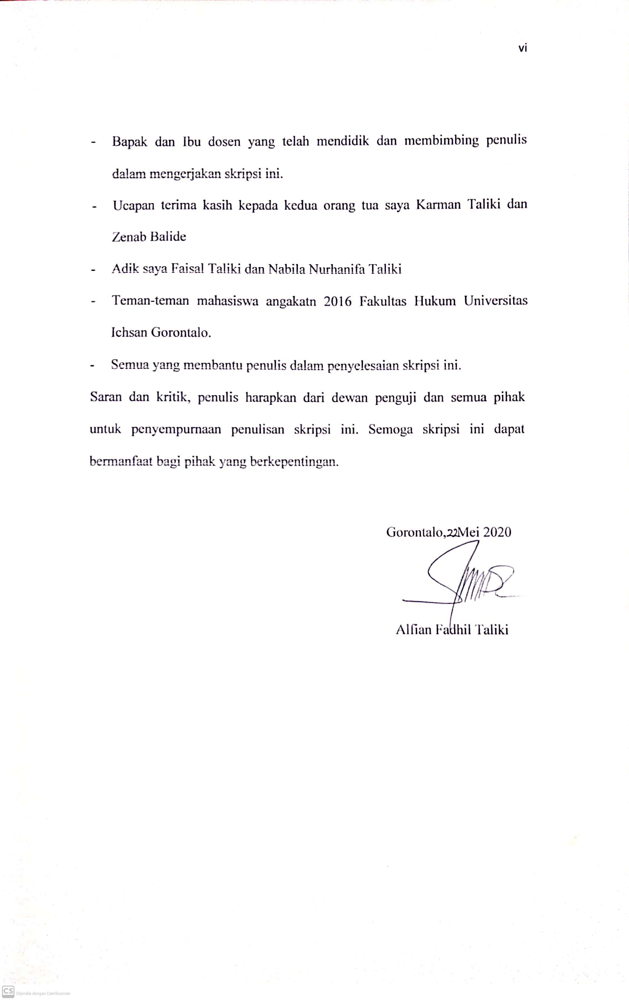 vi
- Bapak dan Ibu dosen yang telah mendidik dan membimbing penulis
dalam mengerjakan skripsi ini.
- Ucapan terima kasih kepada kedua orang tua saya Karman Taliki dan
Zenab Balide
- Adik saya Faisal Taliki dan Nabila Nurhanifa Taliki
- Teman-teman mahasiswa angakatn 2016 Fakultas Hukum Universitas
Ichsan Gorontalo.
- Semua yang membantu penulis dalam penyelesaian skripsi ini.
Saran dan kritik, penulis harapkan dari dewan penguji dan semua pihak
untuk penyempurnaan penulisan skripsi ini. Semoga skripsi ini dapat
bermanfaat bagi pihak yang berkepentingan.
Gorontalo,22Mei 2020
Alfian Fadhil Taliki
CS Dipindai dengan CamScanner